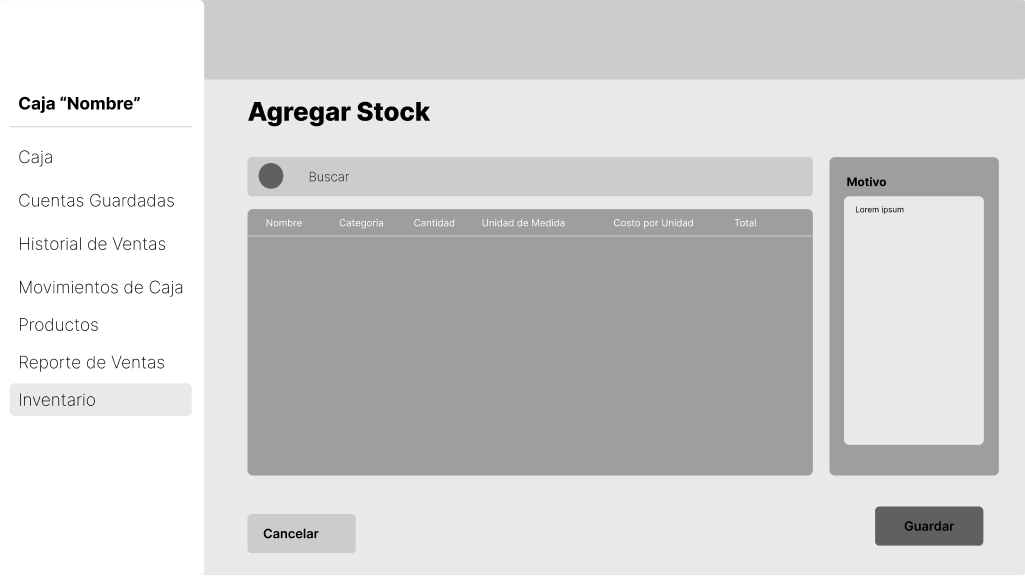 Caja “Nombre”
Caja
Cuentas Guardadas
Historial de Ventas
Movimientos de Caja
Productos
Reporte de Ventas
Inventario
Agregar Stock
Buscar
Nombre Categoria Cantidad Unidad de Medida Costo por Unidad Total
Motivo
Lorem ipsum
Cancelar
Guardar